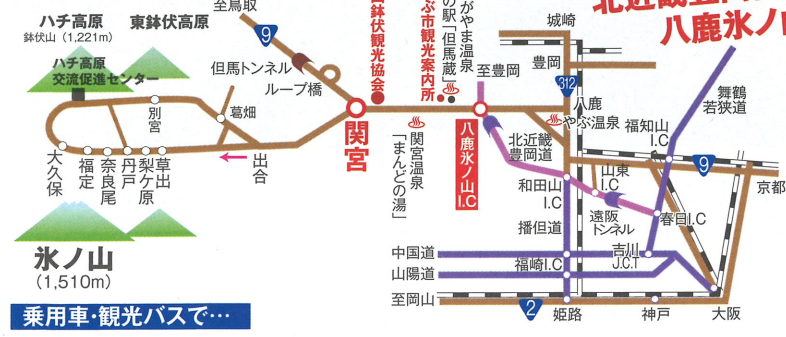 至鳥取
ハチ高原
鉢伏山（1,221m）
東鉢伏高原
ハチ高原
交流促進センター
9
但馬トンネル
ループ橋
鉢伏観光協会
ぶ市観光案内所
の駅「但馬蔵」
がやま温泉
城崎
豊岡
至豊岡
312
北近畿豊
八鹿氷ノ山
舞鶴
若狭道
別宮
葛畑
関宮
八鹿
やぶ温泉
福知山
I.C
9
京都
大久保
福定
奈良尾
丹戸
梨ケ原
草出
出合
関宮温泉
「まんどの湯」
八鹿氷ノ山I.C
北近畿
豊岡道
和田山
I.C
山東
I.C
遠阪
トンネル
春日I.C
播但道
氷ノ山
（1,510m）
中国道
吉川
J.C.T
山陽道
福崎I.C
至岡山
2
姫路
神戸
大阪
乗用車・観光バスで…